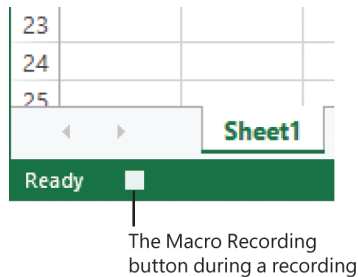 23
24
25
Sheet1
Ready
The Macro Recording
button during a recording